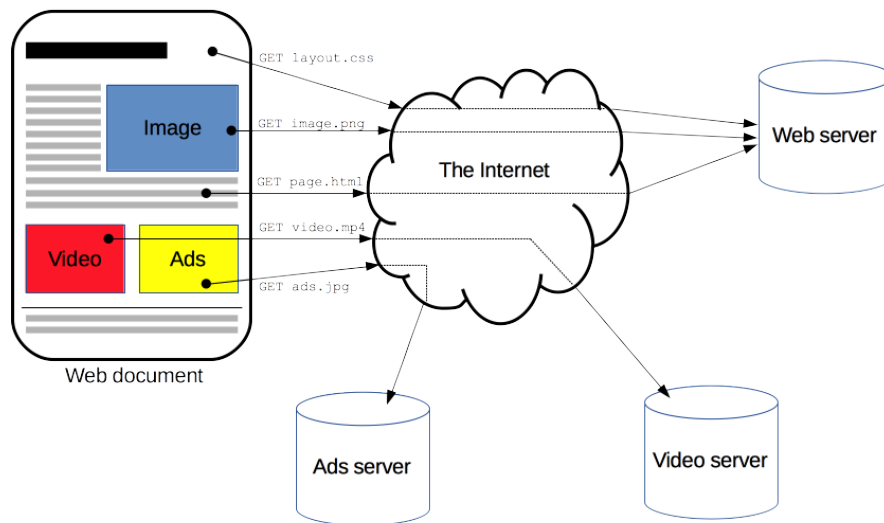 GET layout.css
Image
GET image.png
The Internet
Web server
GET page.html
GET video.mp4
Video
Ads
GET ads.jpg
Web document
Ads server
Video server